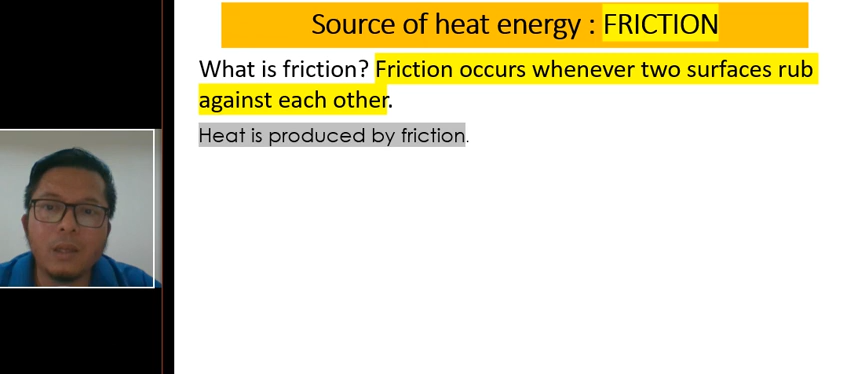 Source of heat energy : FRICTION
What is friction? Friction occurs whenever two surfaces rub
against each other.
Heat is produced by friction.